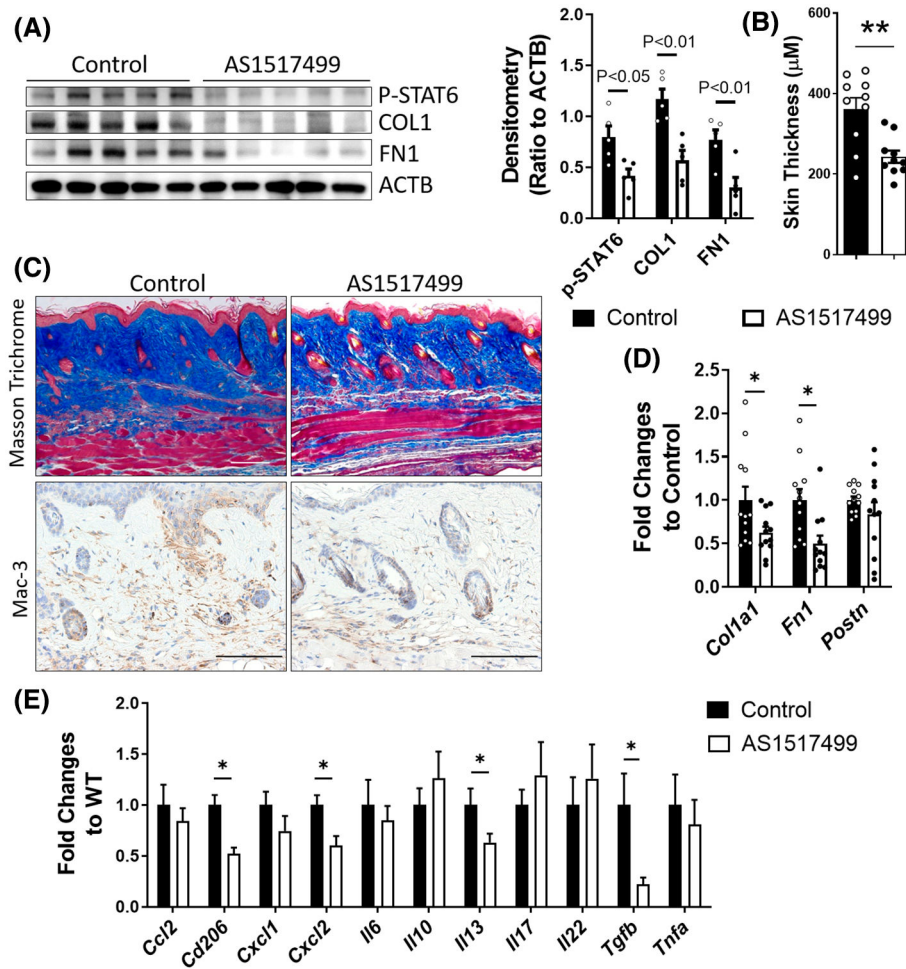 (A)
Control AS1517499
P-STAT6
COL1
FN1
ACTB
Densitometry
(Ratio to ACTB)
2.0
1.5
1.0
0.5
0.0
P<0.05
P<0.01
P<0.01
p-STAT6
COL1
FN1
(B)
Skin Thickness (μM)
600
400
200
0
**
Control AS1517499
(C)
Control AS1517499
Masson Trichrome
Mac-3
(D)
Fold Changes
to Control
2.5
2.0
1.5
1.0
0.5
0.0
* *
Col1a1
Fn1
Postn
(E)
Fold Changes
to WT
2.0
1.5
1.0
0.5
0.0
* * * *
Control
AS1517499
Ccl2
Cd206
Cxcl1
Cxcl2
Il6
Il10
Il13
Il17
Il22
Tgfb
Tnfa